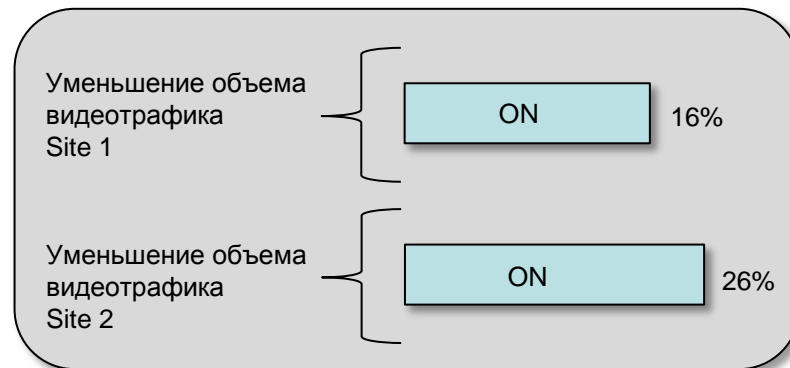 Уменьшение объема
видеотрафика
Site 1
ON
16%
Уменьшение объема
видеотрафика
Site 2
ON
26%